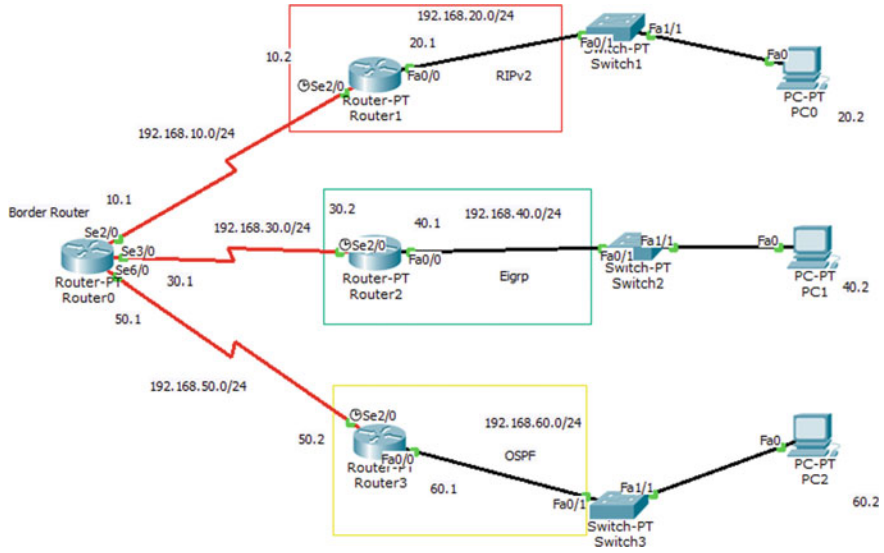 192.168.20.0/24
10.2
20.1
Fa0/1
Fa1/1
Switch-PT
Switch1
Fa0
PC-PT
PC0
20.2
Se2/0
Fa0/0
RIPv2
Router-PT
Router1
192.168.10.0/24
10.1
Border Router
Se2/0
Se3/0
Se6/0
Router-PT
Router0
30.1
50.1
192.168.30.0/24
30.2
40.1
192.168.40.0/24
Se2/0
Fa0/0
Router-PT
Router2
Eigrp
Fa0/1
Fa1/1
Switch-PT
Switch2
Fa0
PC-PT
PC1
40.2
192.168.50.0/24
50.2
Se2/0
Fa0/0
Router-PT
Router3
192.168.60.0/24
OSPF
60.1
Fa0/1
Fa1/1
Switch-PT
Switch3
Fa0
PC-PT
PC2
60.2